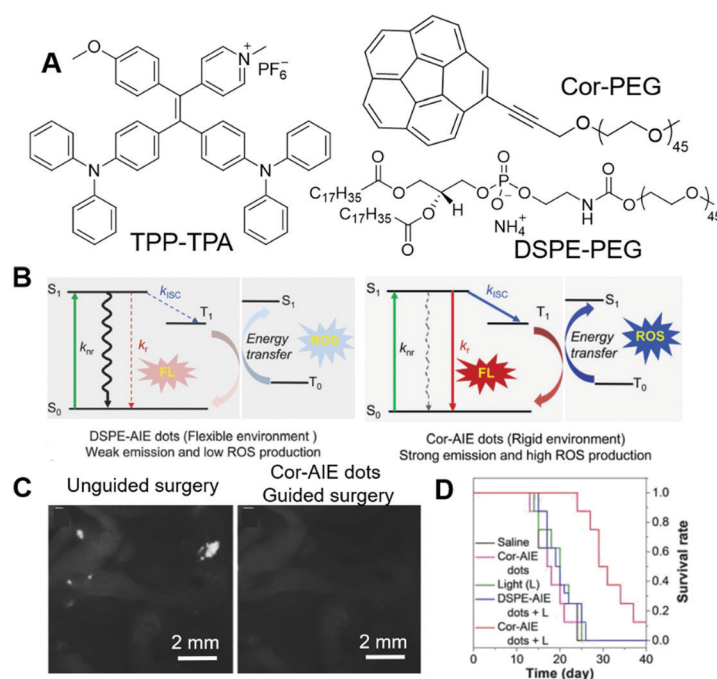 A
O
N+
PF6−
N
N
TPP-TPA
Cor-PEG
O
O
45
C17H35
O
O
O
P
O
O−
H
N
H
O
O
O
45
C17H35
O
O
NH4+
DSPE-PEG
B
S1
kISC
T1
S1
knr
kr
FL
Energy
transfer
ROS
T0
S0
DSPE-AIE dots (Flexible environment )
Weak emission and low ROS production
S1
kISC
T1
S1
knr
kr
FL
Energy
transfer
ROS
T0
S0
Cor-AIE dots (Rigid environment)
Strong emission and high ROS production
C
Unguided surgery
2 mm
Cor-AIE dots
Guided surgery
2 mm
D
Saline
Cor-AIE
dots
Light (L)
DSPE-AIE
dots + L
Cor-AIE
dots + L
1.0
0.8
0.6
0.4
0.2
0.0
Survival rate
0 10 20 30 40
Time (day)